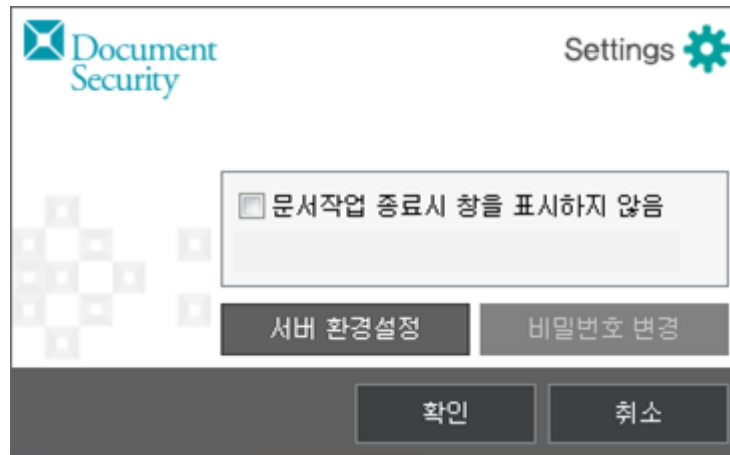 Document
Security
Settings
문서작업 종료시 창을 표시하지 않음
서버 환경설정
비밀번호 변경
확인
취소